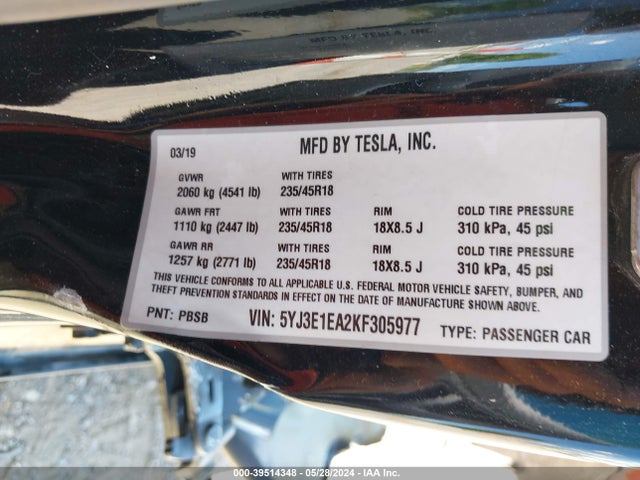 MFD BY TESLA, INC.
03/19 MFD BY TESLA, INC.
GVWR WITH TIRES
2060 kg (4541 lb) 235/45R18
GAWR FRT WITH TIRES RIM COLD TIRE PRESSURE
1110 kg (2447 lb) 235/45R18 18X8.5 J 310 kPa, 45 psi
GAWR RR WITH TIRES RIM COLD TIRE PRESSURE
1257 kg (2771 lb) 235/45R18 18X8.5 J 310 kPa, 45 psi
THIS VEHICLE CONFORMS TO ALL APPLICABLE U.S. FEDERAL MOTOR VEHICLE SAFETY, BUMPER, AND
THEFT PREVENTION STANDARDS IN EFFECT ON THE DATE OF MANUFACTURE SHOWN ABOVE.
PNT: PBSB VIN: 5YJ3E1EA2KF305977 TYPE: PASSENGER CAR
000-39514348 - 05/28/2024 - IAA Inc.